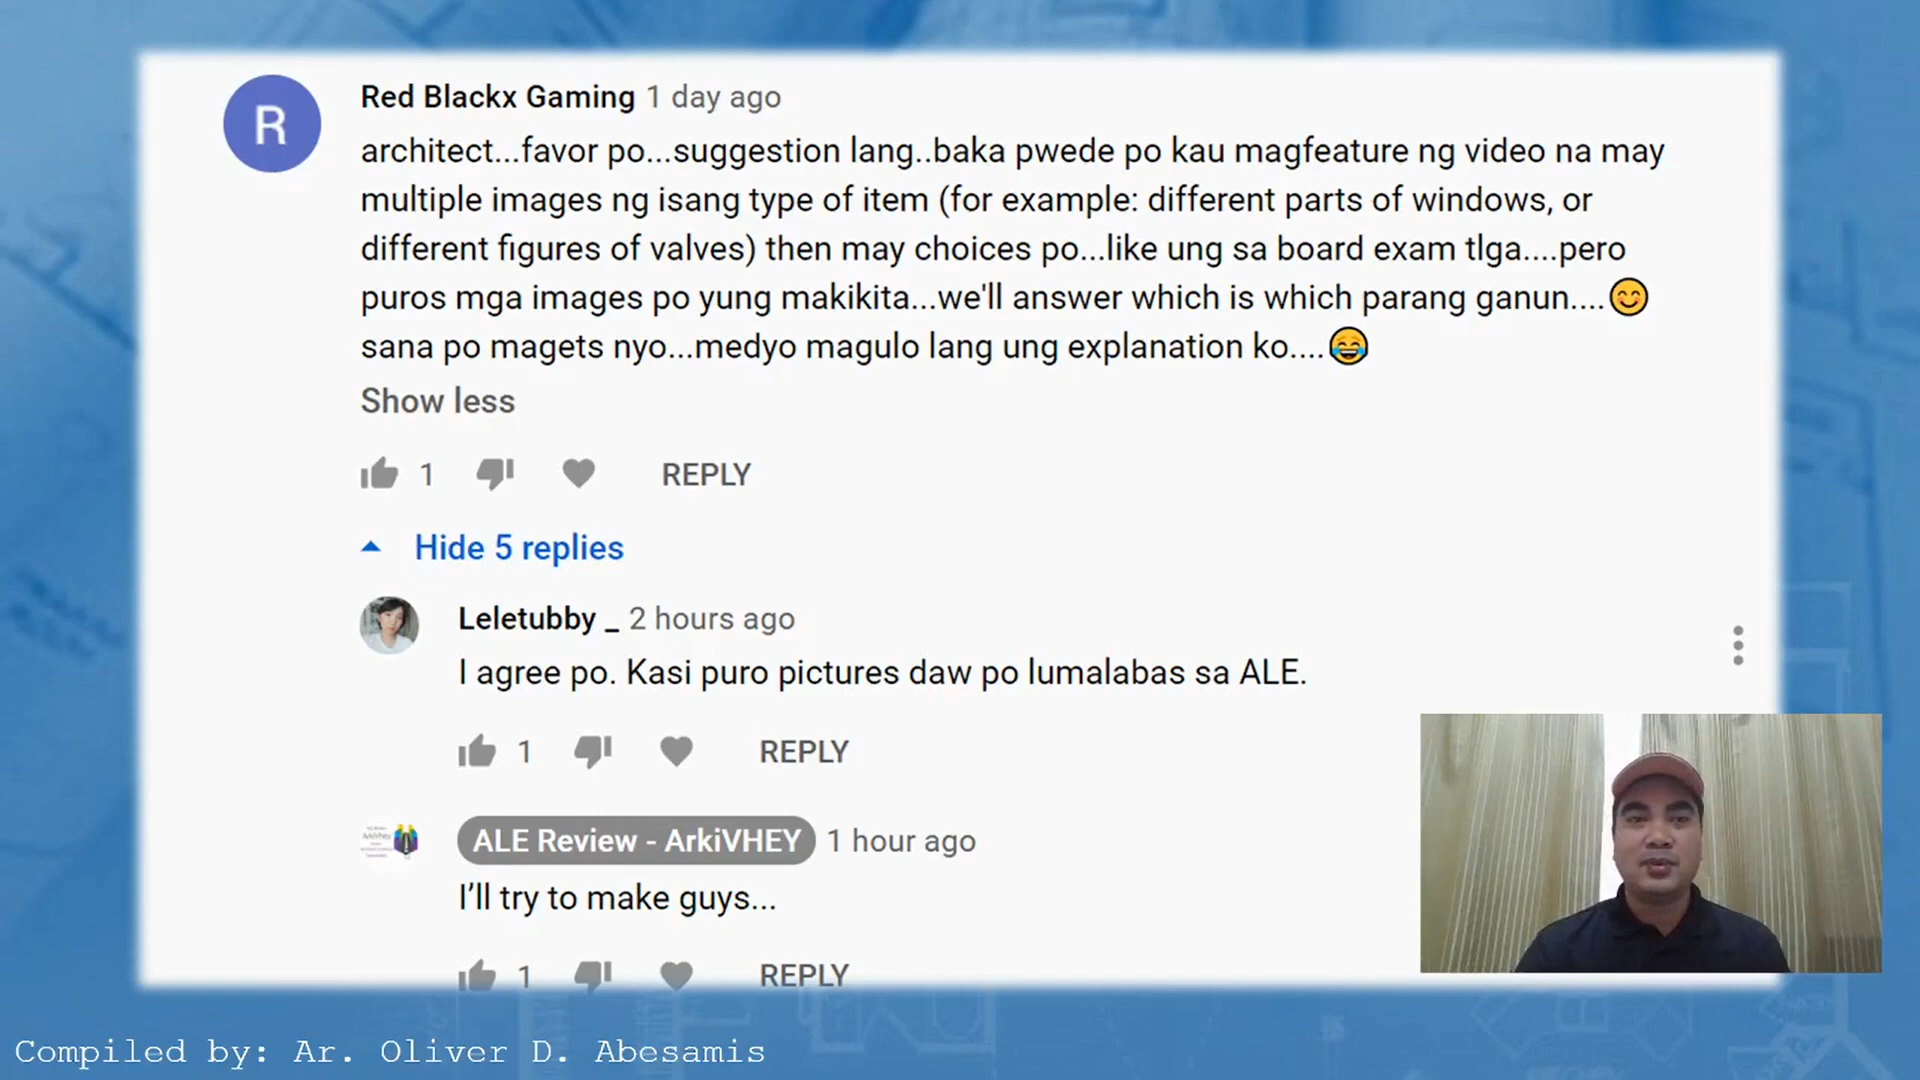 R
Red Blackx Gaming 1 day ago
architect...favor po...suggestion lang..baka pwede po kau magfeature ng video na may
multiple images ng isang type of item (for example: different parts of windows, or
different figures of valves) then may choices po...like ung sa board exam tlga....pero
puros mga images po yung makikita...we'll answer which is which parang ganun....😊
sana po magets nyo...medyo magulo lang ung explanation ko....😂
Show less
1 REPLY
Hide 5 replies
Leletubby _ 2 hours ago
I agree po. Kasi puro pictures daw po lumalabas sa ALE.
1 REPLY
ALE Review - ArkiVHEY 1 hour ago
I’ll try to make guys...
1 REPLY
Compiled by: Ar. Oliver D. Abesamis